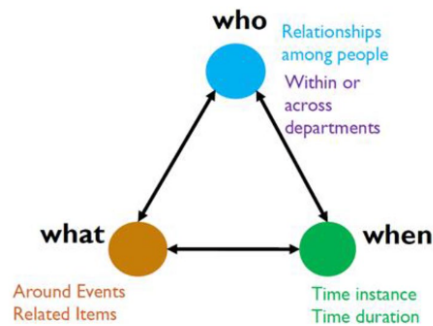 who
Relationships
among people
Within or
across
departments
what
when
Around Events
Related Items
Time instance
Time duration